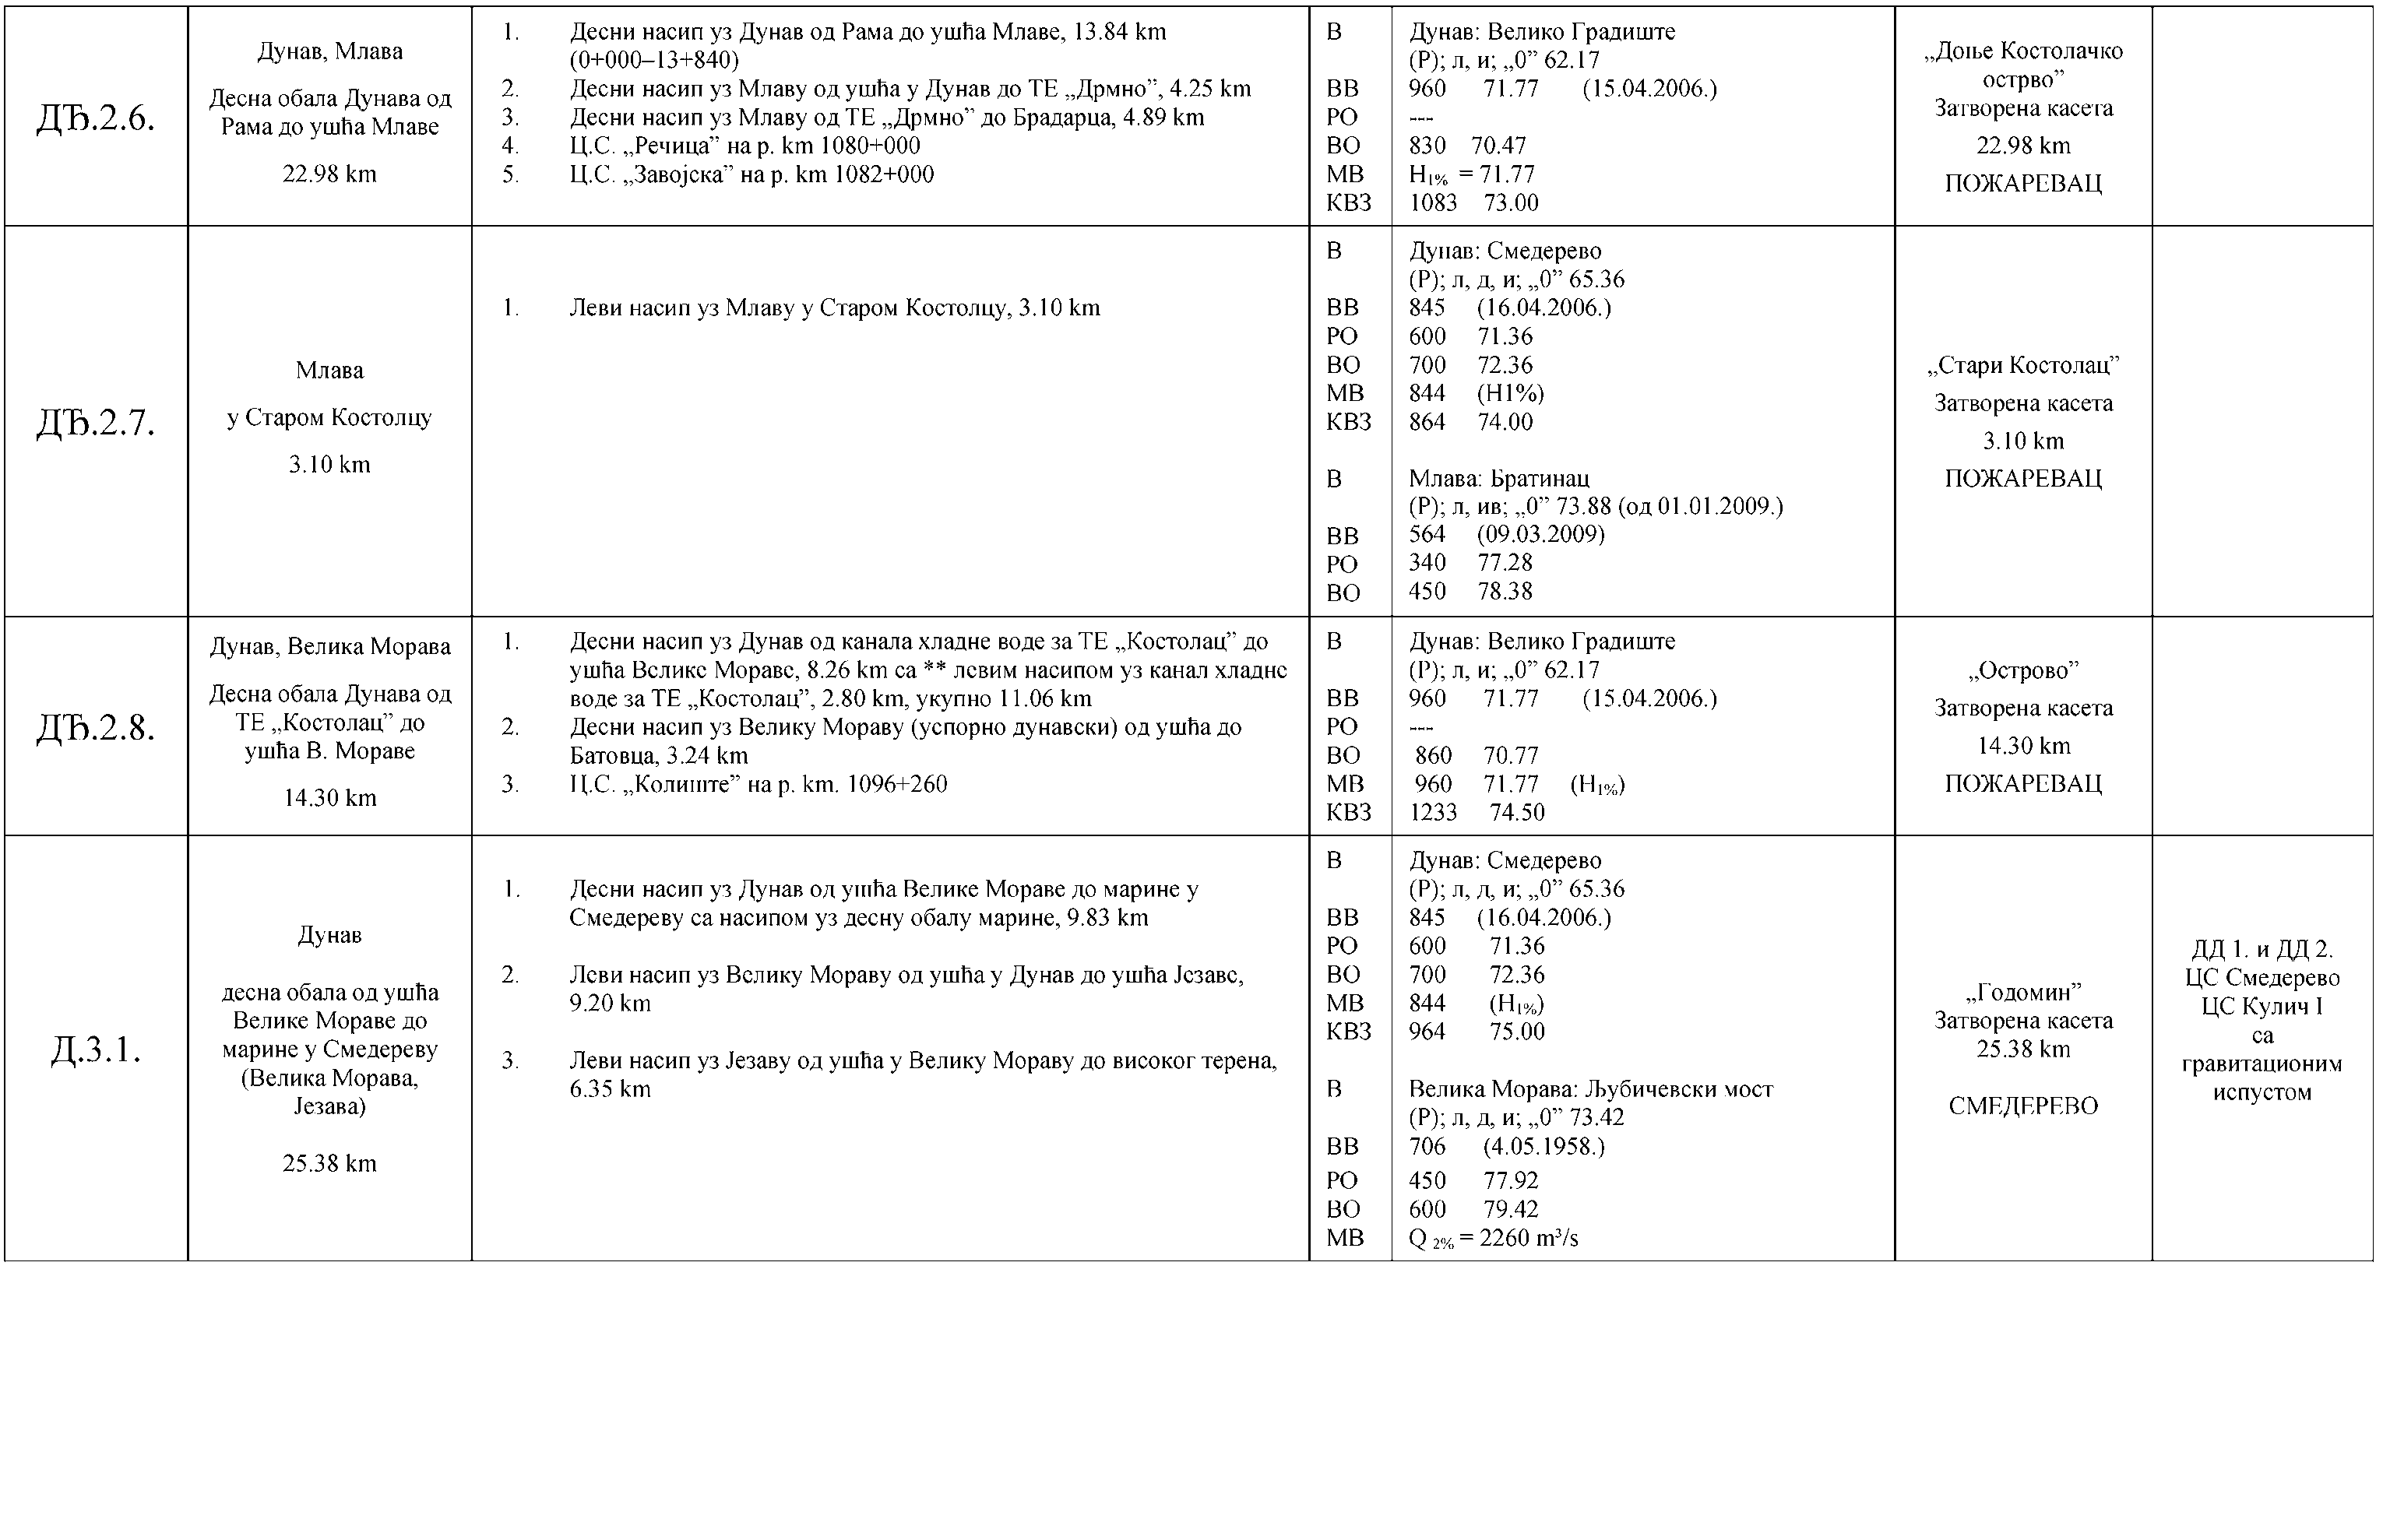 ДЂ.2.6.
Дунав, Млава
Десна обала Дунава од
Рама до ушћа Млаве
22.98 km
1. Десни насип уз Дунав од Рама до ушћа Млаве, 13.84 km
(0+000–13+840)
2. Десни насип уз Млаву од ушћа у Дунав до ТЕ „Дрмно”, 4.25 km
3. Десни насип уз Млаву од ТЕ „Дрмно” до Брадарца, 4.89 km
4. Ц.С. „Речица” на р. km 1080+000
5. Ц.С. „Завојска” на р. km 1082+000
В Дунав: Велико Градиште
(Р); л, и; „0” 62.17
ВВ 960 71.77 (15.04.2006.)
РО ---
ВО 830 70.47
МВ H1% = 71.77
КВЗ 1083 73.00
„Доње Костолачко
острво”
Затворена касета
22.98 km
ПОЖАРЕВАЦ
ДЂ.2.7.
Млава
у Старом Костолцу
3.10 km
1. Леви насип уз Млаву у Старом Костолцу, 3.10 km
В Дунав: Смедерево
(Р); л, д, и; „0” 65.36
ВВ 845 (16.04.2006.)
РО 600 71.36
ВО 700 72.36
МВ 844 (Н1%)
КВЗ 864 74.00
В Млава: Братинац
(Р); л, ив; „0” 73.88 (од 01.01.2009.)
ВВ 564 (09.03.2009)
РО 340 77.28
ВО 450 78.38
„Стари Костолац”
Затворена касета
3.10 km
ПОЖАРЕВАЦ
ДЂ.2.8.
Дунав, Велика Морава
Десна обала Дунава од
ТЕ „Костолац” до
ушћа В. Мораве
14.30 km
1. Десни насип уз Дунав од канала хладне воде за ТЕ „Костолац” до
ушћа Велике Мораве, 8.26 km са ** левим насипом уз канал хладне
воде за ТЕ „Костолац”, 2.80 km, укупно 11.06 km
2. Десни насип уз Велику Мораву (успорно дунавски) од ушћа до
Батовца, 3.24 km
3. Ц.С. „Колиште” на р. km. 1096+260
В Дунав: Велико Градиште
(Р); л, и; „0” 62.17
ВВ 960 71.77 (15.04.2006.)
РО ---
ВО 860 70.77
МВ 960 71.77 (H1%)
КВЗ 1233 74.50
„Острово”
Затворена касета
14.30 km
ПОЖАРЕВАЦ
Д.3.1.
Дунав
десна обала од ушћа
Велике Мораве до
марине у Смедереву
(Велика Морава,
Језава)
25.38 km
1. Десни насип уз Дунав од ушћа Велике Мораве до марине у
Смедереву са насипом уз десну обалу марине, 9.83 km
2. Леви насип уз Велику Мораву од ушћа у Дунав до ушћа Језаве,
9.20 km
3. Леви насип уз Језаву од ушћа у Велику Мораву до високог терена,
6.35 km
В Дунав: Смедерево
(Р); л, д, и; „0” 65.36
ВВ 845 (16.04.2006.)
РО 600 71.36
ВО 700 72.36
МВ 844 (H1%)
КВЗ 964 75.00
В Велика Морава: Љубичевски мост
(Р); л, д, и; „0” 73.42
ВВ 706 (4.05.1958.)
РО 450 77.92
ВО 600 79.42
МВ Q 2% = 2260 m³/s
„Годомин”
Затворена касета
25.38 km
СМЕДЕРЕВО
ДД 1. и ДД 2.
ЦС Смедерево
ЦС Кулич I
са
гравитационим
испустом